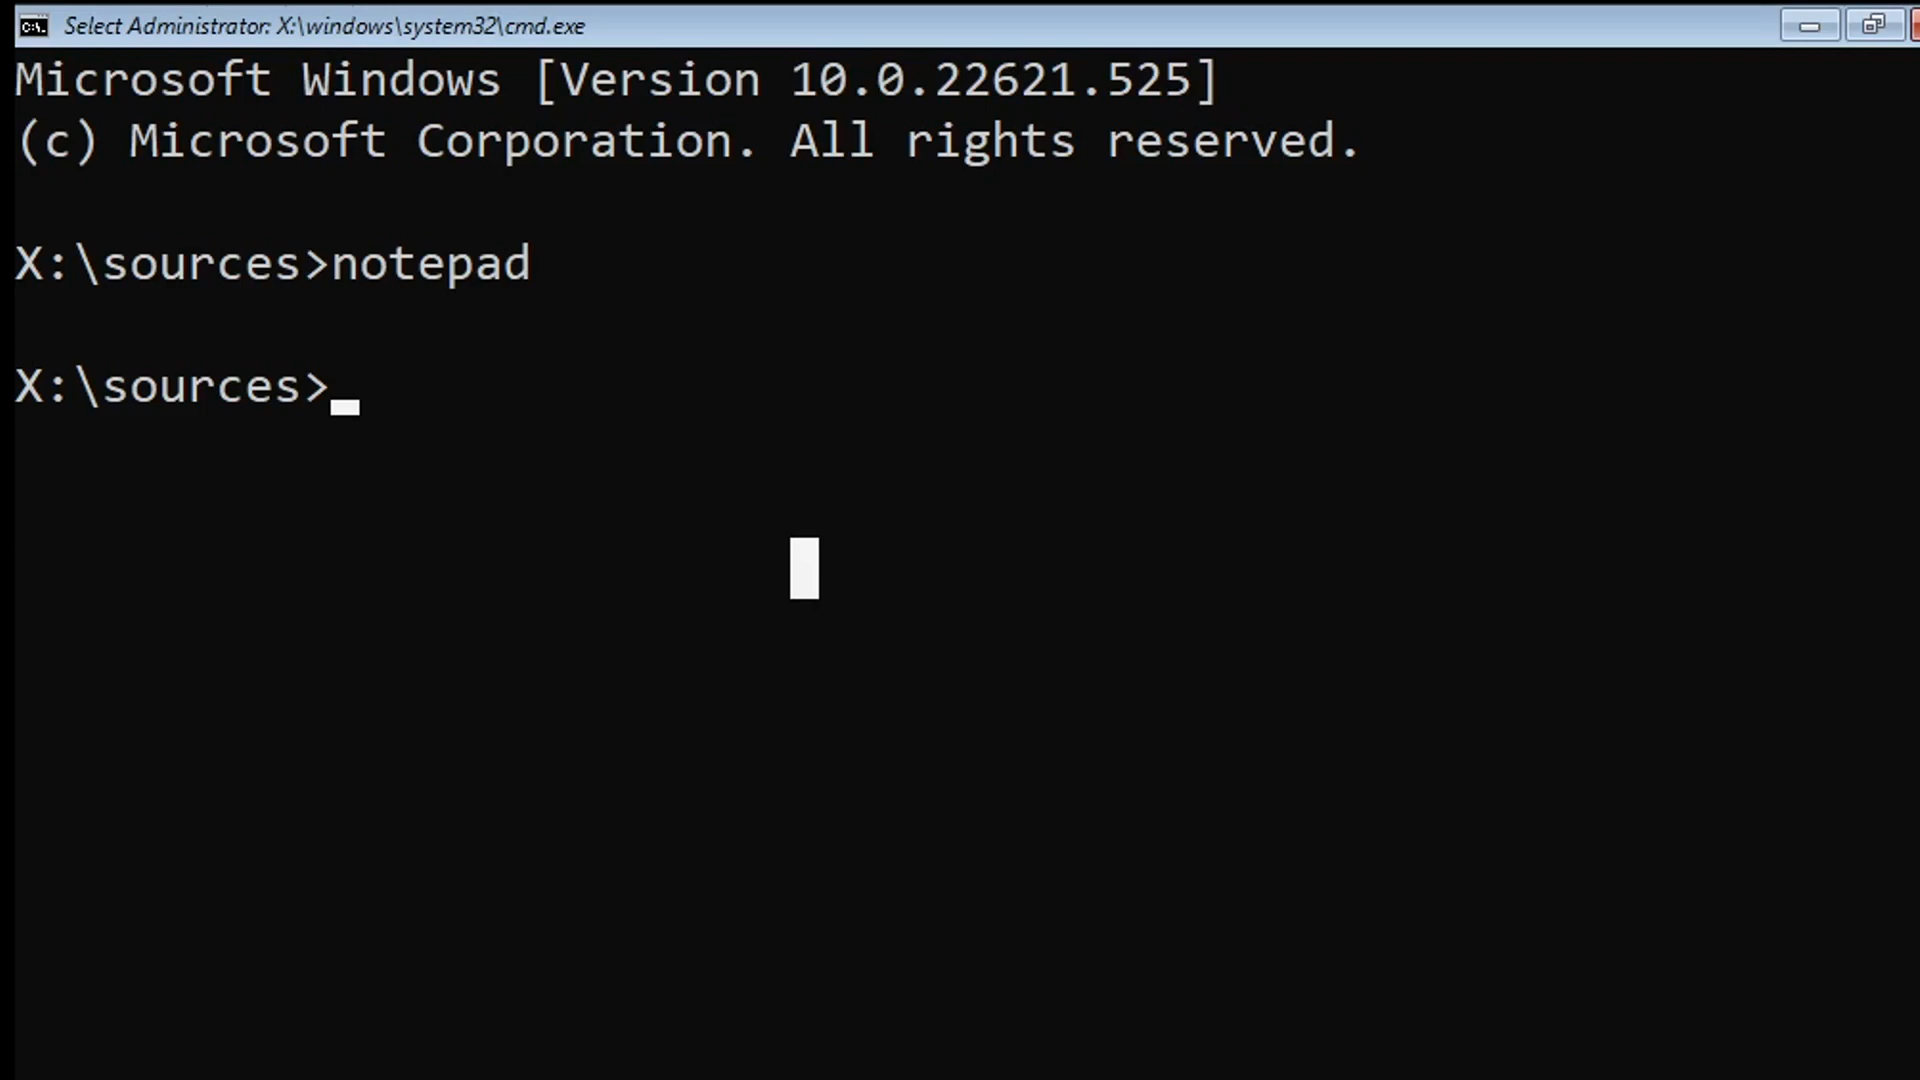 Select Administrator: X:\windows\system32\cmd.exe
Microsoft Windows [Version 10.0.22621.525]
(c) Microsoft Corporation. All rights reserved.
X:\sources>notepad
X:\sources>